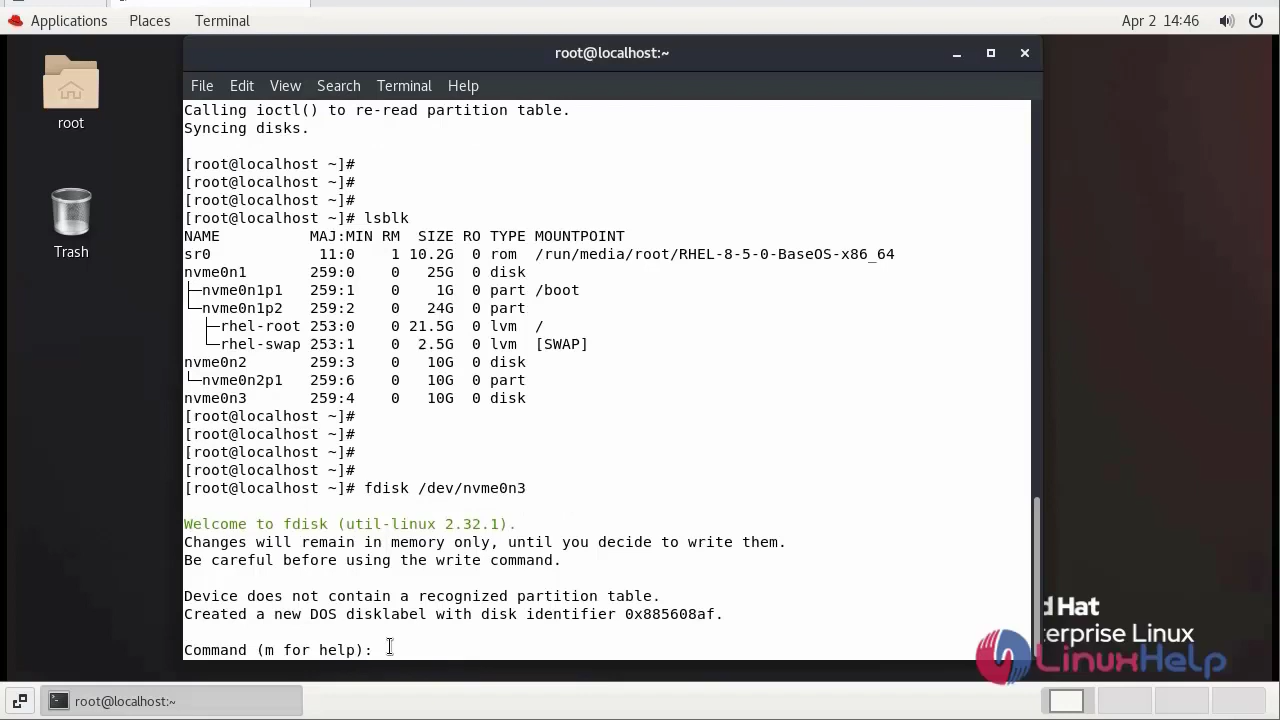 Applications Places Terminal Apr 2 14:46
root@localhost:~
File Edit View Search Terminal Help
root
Trash
Calling ioctl() to re-read partition table.
Syncing disks.
[root@localhost ~]#
[root@localhost ~]#
[root@localhost ~]#
[root@localhost ~]# lsblk
NAME MAJ:MIN RM SIZE RO TYPE MOUNTPOINT
sr0 11:0 1 10.2G 0 rom /run/media/root/RHEL-8-5-0-BaseOS-x86_64
nvme0n1 259:0 0 25G 0 disk
├─nvme0n1p1 259:1 0 1G 0 part /boot
└─nvme0n1p2 259:2 0 24G 0 part
├─rhel-root 253:0 0 21.5G 0 lvm /
└─rhel-swap 253:1 0 2.5G 0 lvm [SWAP]
nvme0n2 259:3 0 10G 0 disk
└─nvme0n2p1 259:6 0 10G 0 part
nvme0n3 259:4 0 10G 0 disk
[root@localhost ~]#
[root@localhost ~]#
[root@localhost ~]#
[root@localhost ~]#
[root@localhost ~]# fdisk /dev/nvme0n3
Welcome to fdisk (util-linux 2.32.1).
Changes will remain in memory only, until you decide to write them.
Be careful before using the write command.
Device does not contain a recognized partition table.
Created a new DOS disklabel with disk identifier 0x885608af.
Command (m for help):
d Hat
terprise Linux
LinuxHelp
root@localhost:~